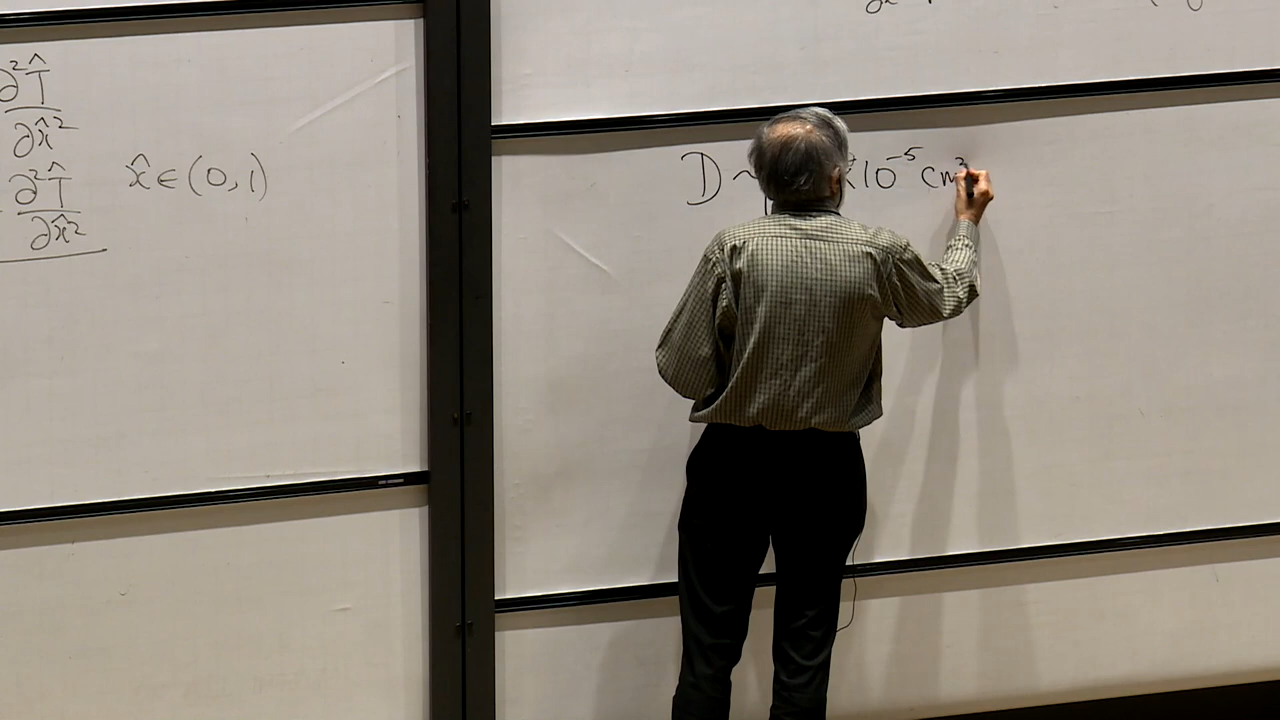 ∂²T̂
∂x̂²
∂²T̂ x̂ ∈ (0,1)
∂x̂²
D ~ ×10⁻⁵ cm²